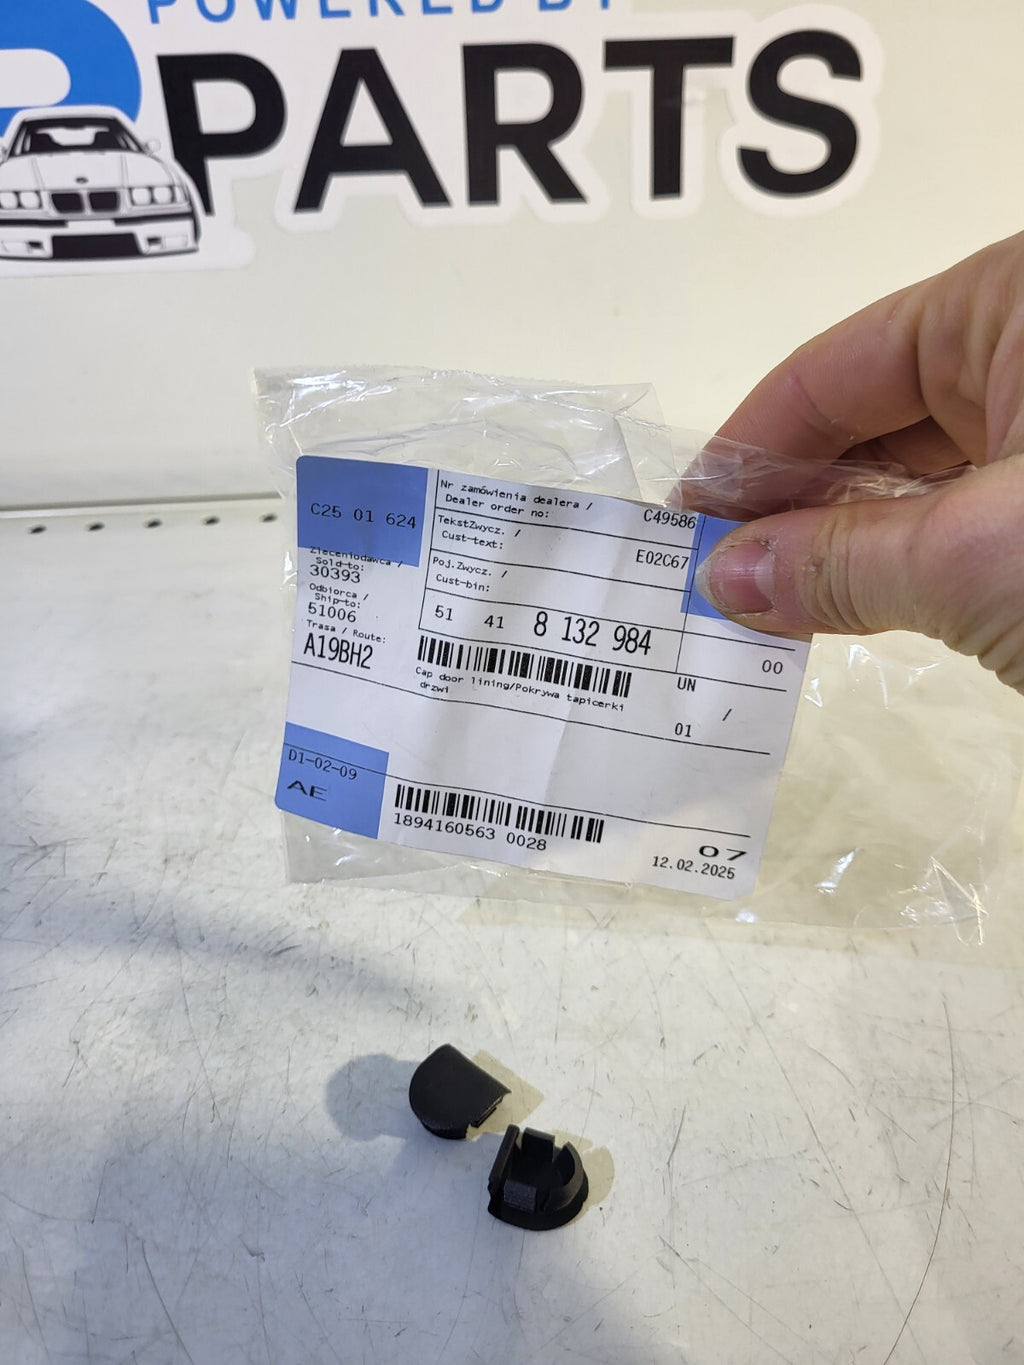 POWERED BY
PARTS
C25 01 624
Nr zamówienia dealera /
Dealer order no:
C49586
TekstZwycz. /
Cust-text:
E02C67
Poj.Zwycz. /
Cust-bin:
Zleceniodawca /
Sold-to:
30393
Odbiorca /
Ship-to:
51006
Trasa / Route:
A19BH2
51 41 8 132 984
00
Cap door lining/Pokrywa tapicerki
drzwi
UN
/
01
D1-02-09
AE
1894160563 0028
07
12.02.2025